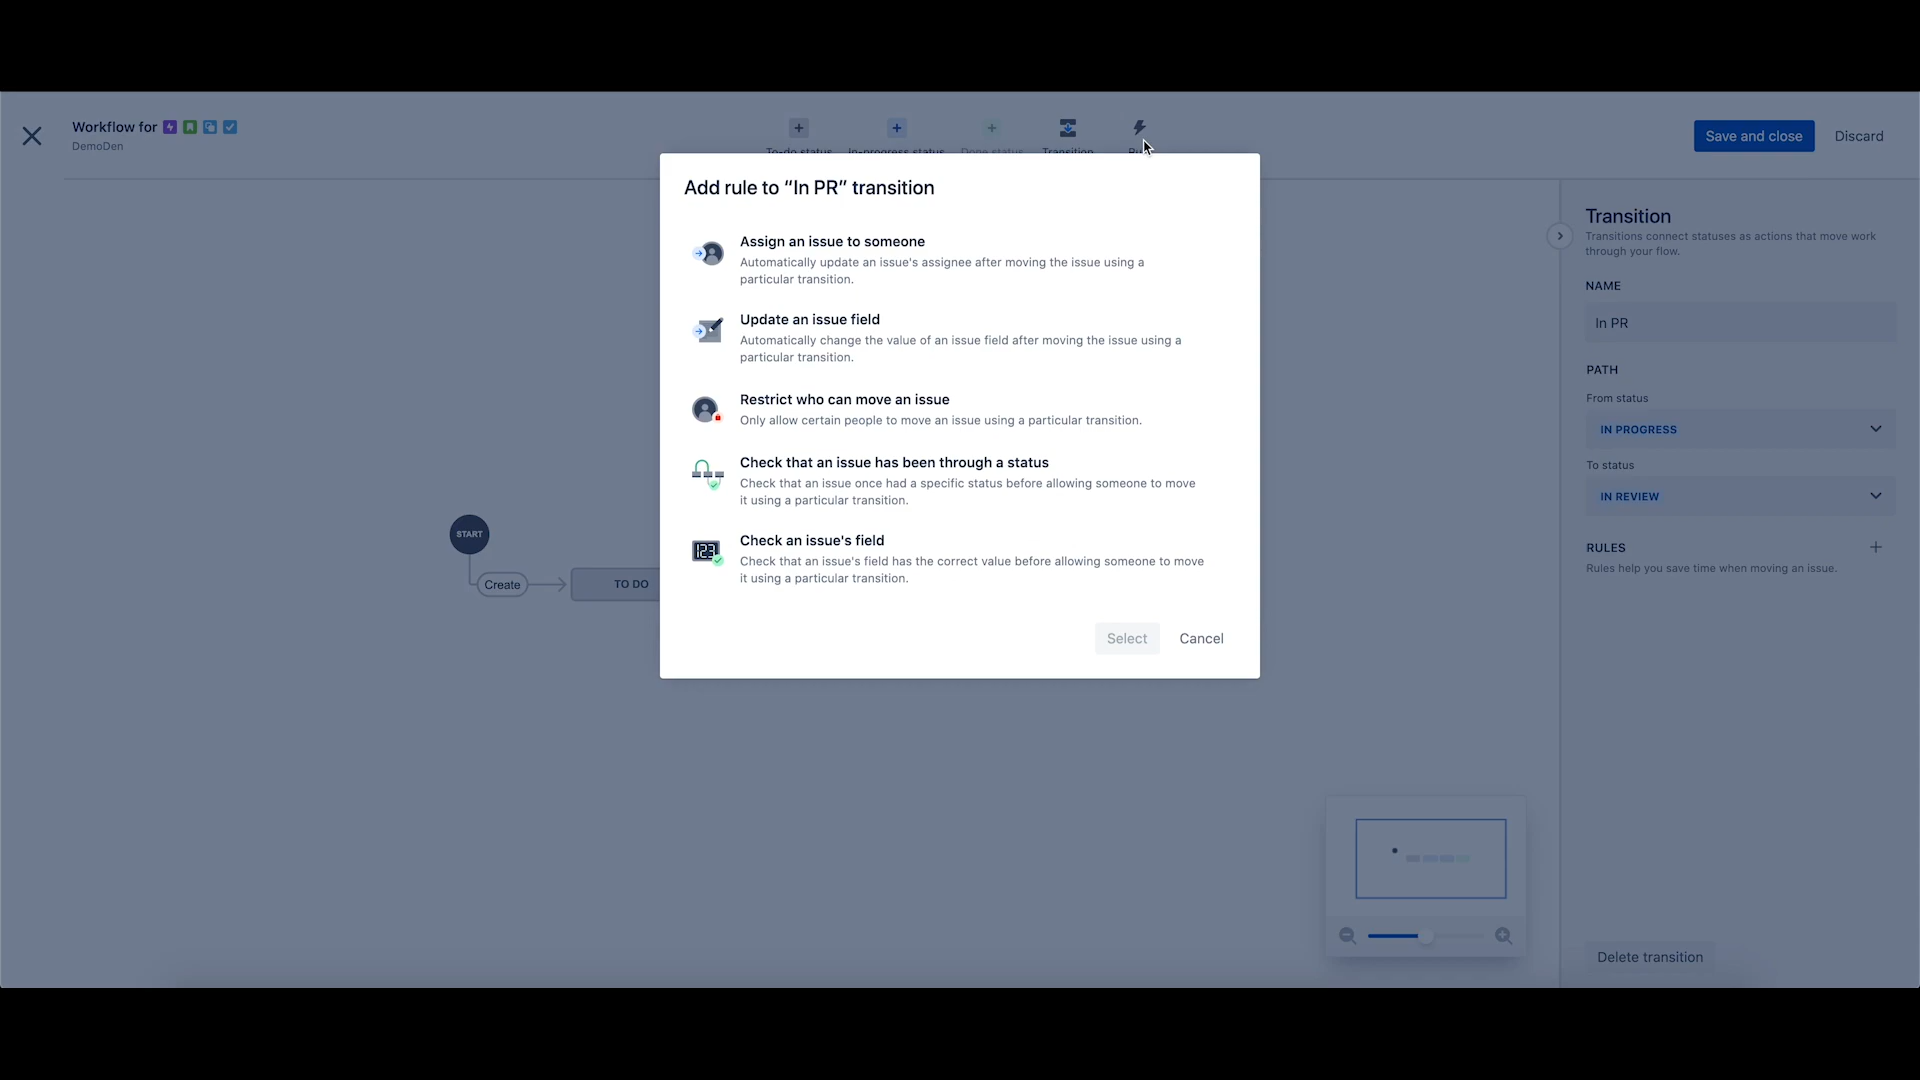 Workflow for
DemoDen
To-do status
In-progress status
Done status
Transition
Save and close
Discard
Add rule to “In PR” transition
Assign an issue to someone
Automatically update an issue's assignee after moving the issue using a
particular transition.
Update an issue field
Automatically change the value of an issue field after moving the issue using a
particular transition.
Restrict who can move an issue
Only allow certain people to move an issue using a particular transition.
Check that an issue has been through a status
Check that an issue once had a specific status before allowing someone to move
it using a particular transition.
123
Check an issue's field
Check that an issue's field has the correct value before allowing someone to move
it using a particular transition.
Select
Cancel
START
Create
TO DO
Transition
Transitions connect statuses as actions that move work
through your flow.
NAME
In PR
PATH
From status
IN PROGRESS
To status
IN REVIEW
RULES
Rules help you save time when moving an issue.
Delete transition